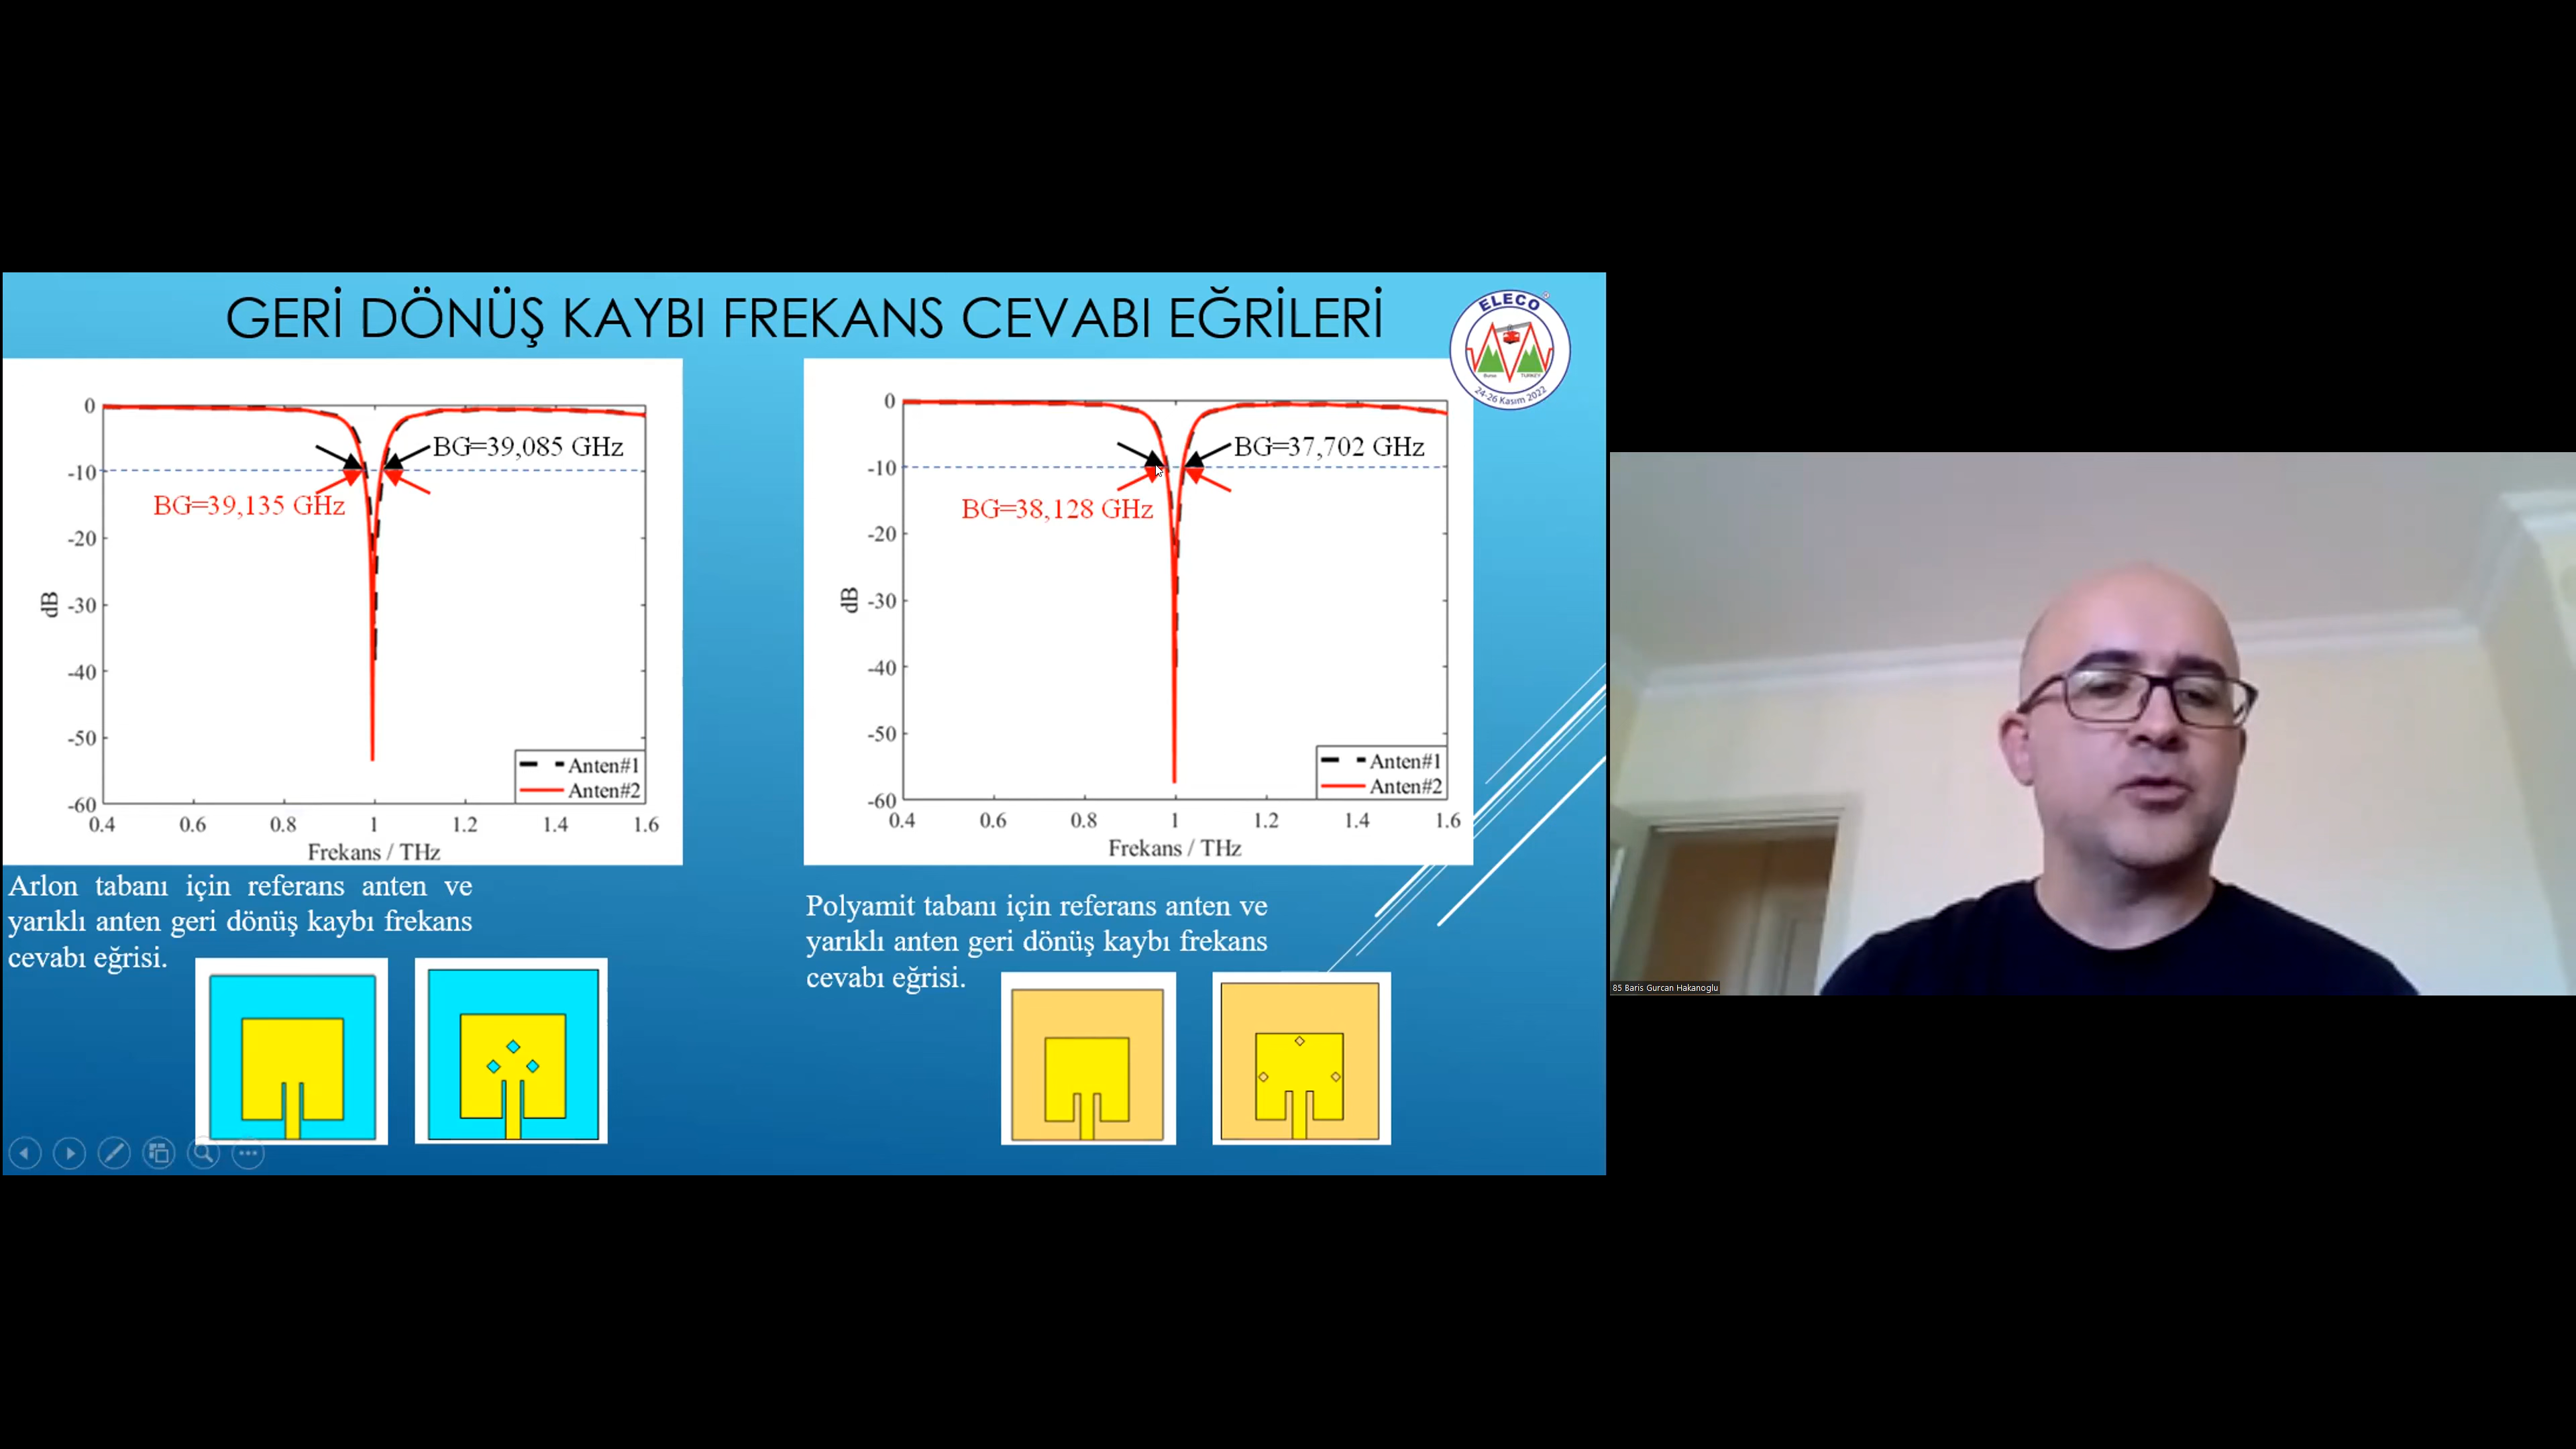 GERİ DÖNÜŞ KAYBI FREKANS CEVABI EĞRİLERİ
ELECO
Bursa
TURKEY
24-26 Kasım 2022
0
-10
-20
-30
-40
-50
-60
dB
BG=39,085 GHz
BG=39,135 GHz
Anten#1
Anten#2
0.4 0.6 0.8 1 1.2 1.4 1.6
Frekans / THz
0
-10
-20
-30
-40
-50
-60
dB
BG=37,702 GHz
BG=38,128 GHz
Anten#1
Anten#2
0.4 0.6 0.8 1 1.2 1.4 1.6
Frekans / THz
Arlon tabanı için referans anten ve
yarıklı anten geri dönüş kaybı frekans
cevabı eğrisi.
Polyamit tabanı için referans anten ve
yarıklı anten geri dönüş kaybı frekans
cevabı eğrisi.
85 Baris Gurcan Hakanoglu